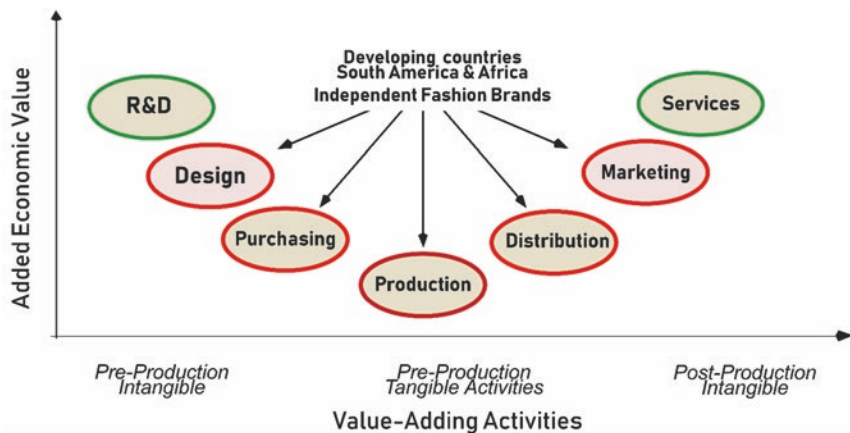 Added Economic Value
Developing countries
South America & Africa
Independent Fashion Brands
R&D
Services
Design
Marketing
Purchasing
Distribution
Production
Pre-Production
Intangible
Pre-Production
Tangible Activities
Post-Production
Intangible
Value-Adding Activities